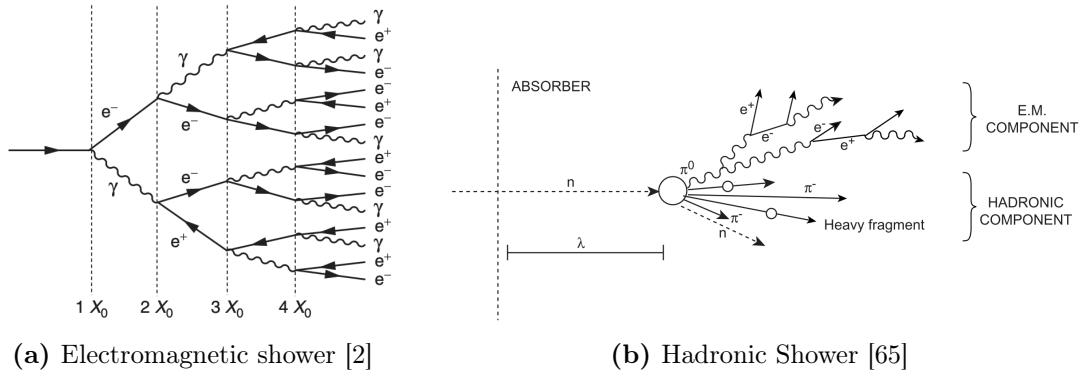 γ
e⁺
γ
e⁻
e⁻
e⁺
e⁻
γ
e⁺
e⁻
e⁻
γ
e⁺
γ
e⁺
e⁻
γ
e⁻
e⁻
γ
e⁻
e⁺
1 X₀ 2 X₀ 3 X₀ 4 X₀
(a) Electromagnetic shower [2]
ABSORBER
n
λ
π⁰
e⁺
e⁻
e⁻
e⁺
π⁻
π⁻
n
Heavy fragment
E.M.
COMPONENT
HADRONIC
COMPONENT
(b) Hadronic Shower [65]